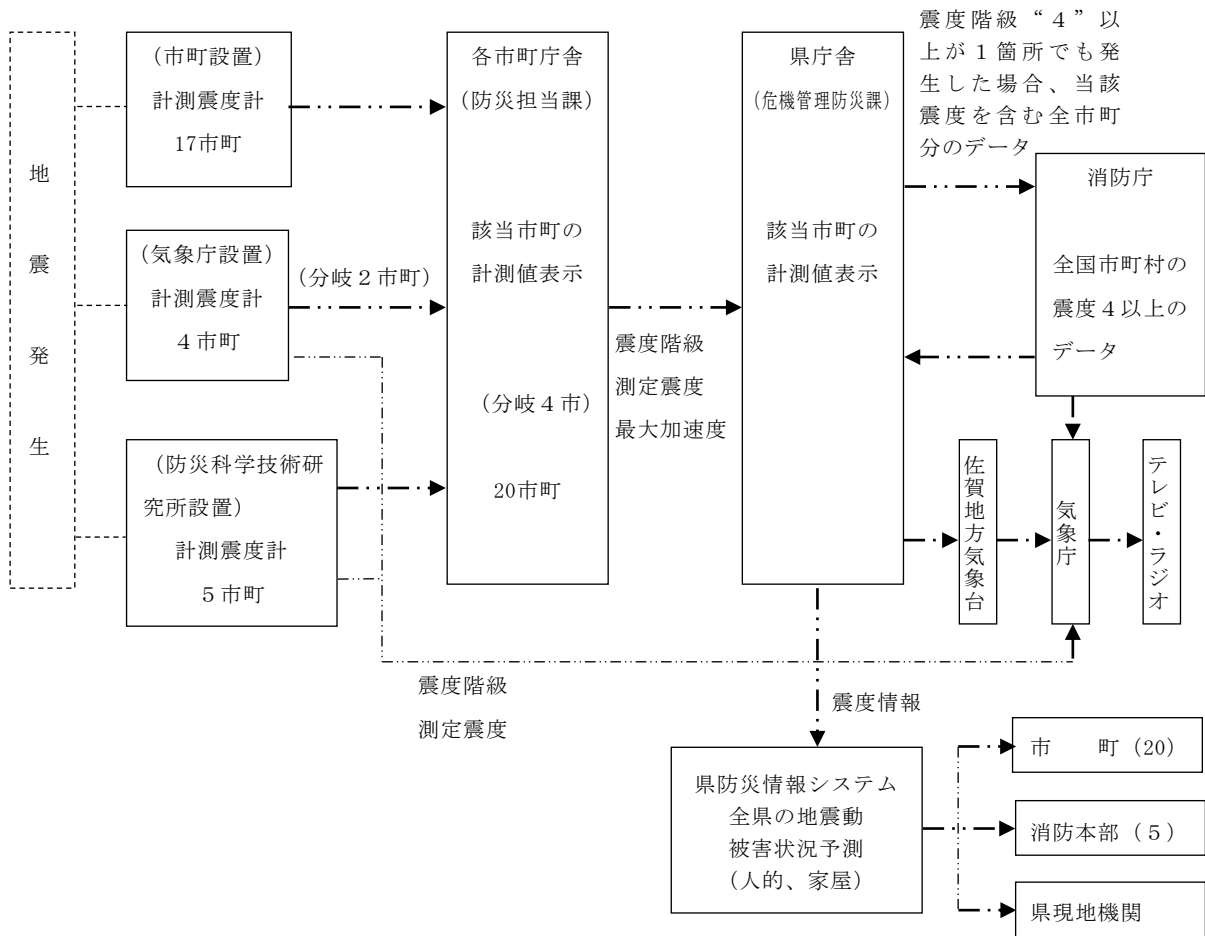 地震発生
(市町設置)
計測震度計
17市町
(気象庁設置)
計測震度計
4市町
(分岐2市町)
(防災科学技術研
究所設置)
計測震度計
5市町
各市町庁舎
(防災担当課)
該当市町の
計測値表示
(分岐4市)
20市町
震度階級
測定震度
最大加速度
県庁舎
(危機管理防災課)
該当市町の
計測値表示
震度階級“4”以
上が1箇所でも発
生した場合、当該
震度を含む全市町
分のデータ
消防庁
全国市町村の
震度4以上の
データ
佐賀地方気象台
気象庁
テレビ・ラジオ
震度階級
測定震度
震度情報
県防災情報システム
全県の地震動
被害状況予測
(人的、家屋)
市 町(20)
消防本部(5)
県現地機関